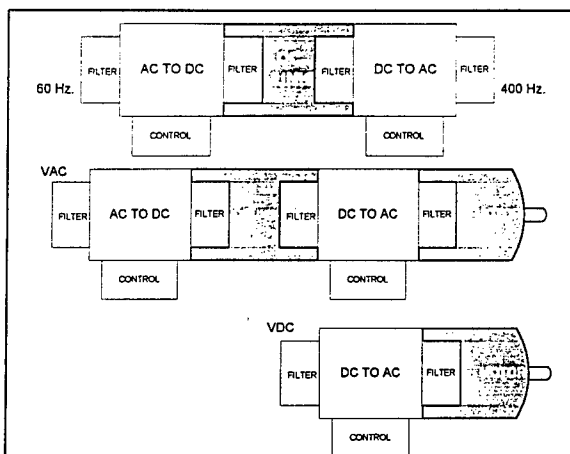 FILTER AC TO DC FILTER FILTER DC TO AC FILTER
60 Hz. 400 Hz.
CONTROL CONTROL
VAC
FILTER AC TO DC FILTER FILTER DC TO AC FILTER
CONTROL CONTROL
VDC
FILTER DC TO AC FILTER
CONTROL